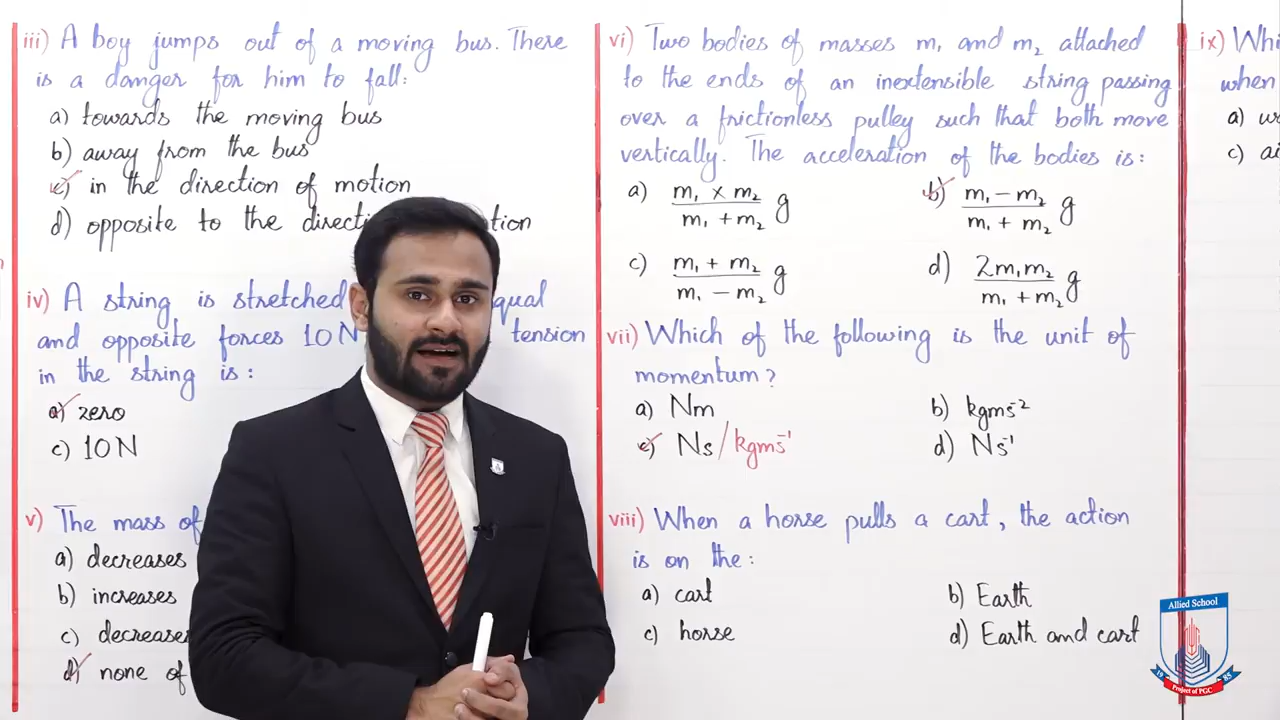 iii) A boy jumps out of a moving bus. There
is a danger for him to fall:
a) towards the moving bus
b) away from the bus
c) in the direction of motion
d) opposite to the
iv) A string is stretched
and opposite forces 10 N tension
in the string is:
a) zero
c) 10 N
v) The mass of
a) decreases
b) increases
c) decreases
d) none of
vi) Two bodies of masses m₁ and m₂ attached
to the ends of an inextensible string passing
over a frictionless pulley such that both move
vertically. The acceleration of the bodies is:
a) m₁ × m₂ / m₁ + m₂ g
b) m₁ − m₂ / m₁ + m₂ g
c) m₁ + m₂ / m₁ − m₂ g
d) 2m₁m₂ / m₁ + m₂ g
vii) Which of the following is the unit of
momentum?
a) Nm
b) kgms⁻²
c) Ns / kgms⁻¹
d) Ns⁻¹
viii) When a horse pulls a cart, the action
is on the:
a) cart
b) Earth
c) horse
d) Earth and cart
ix)
when
a)
c)
Allied School
19 85
Project of PGC